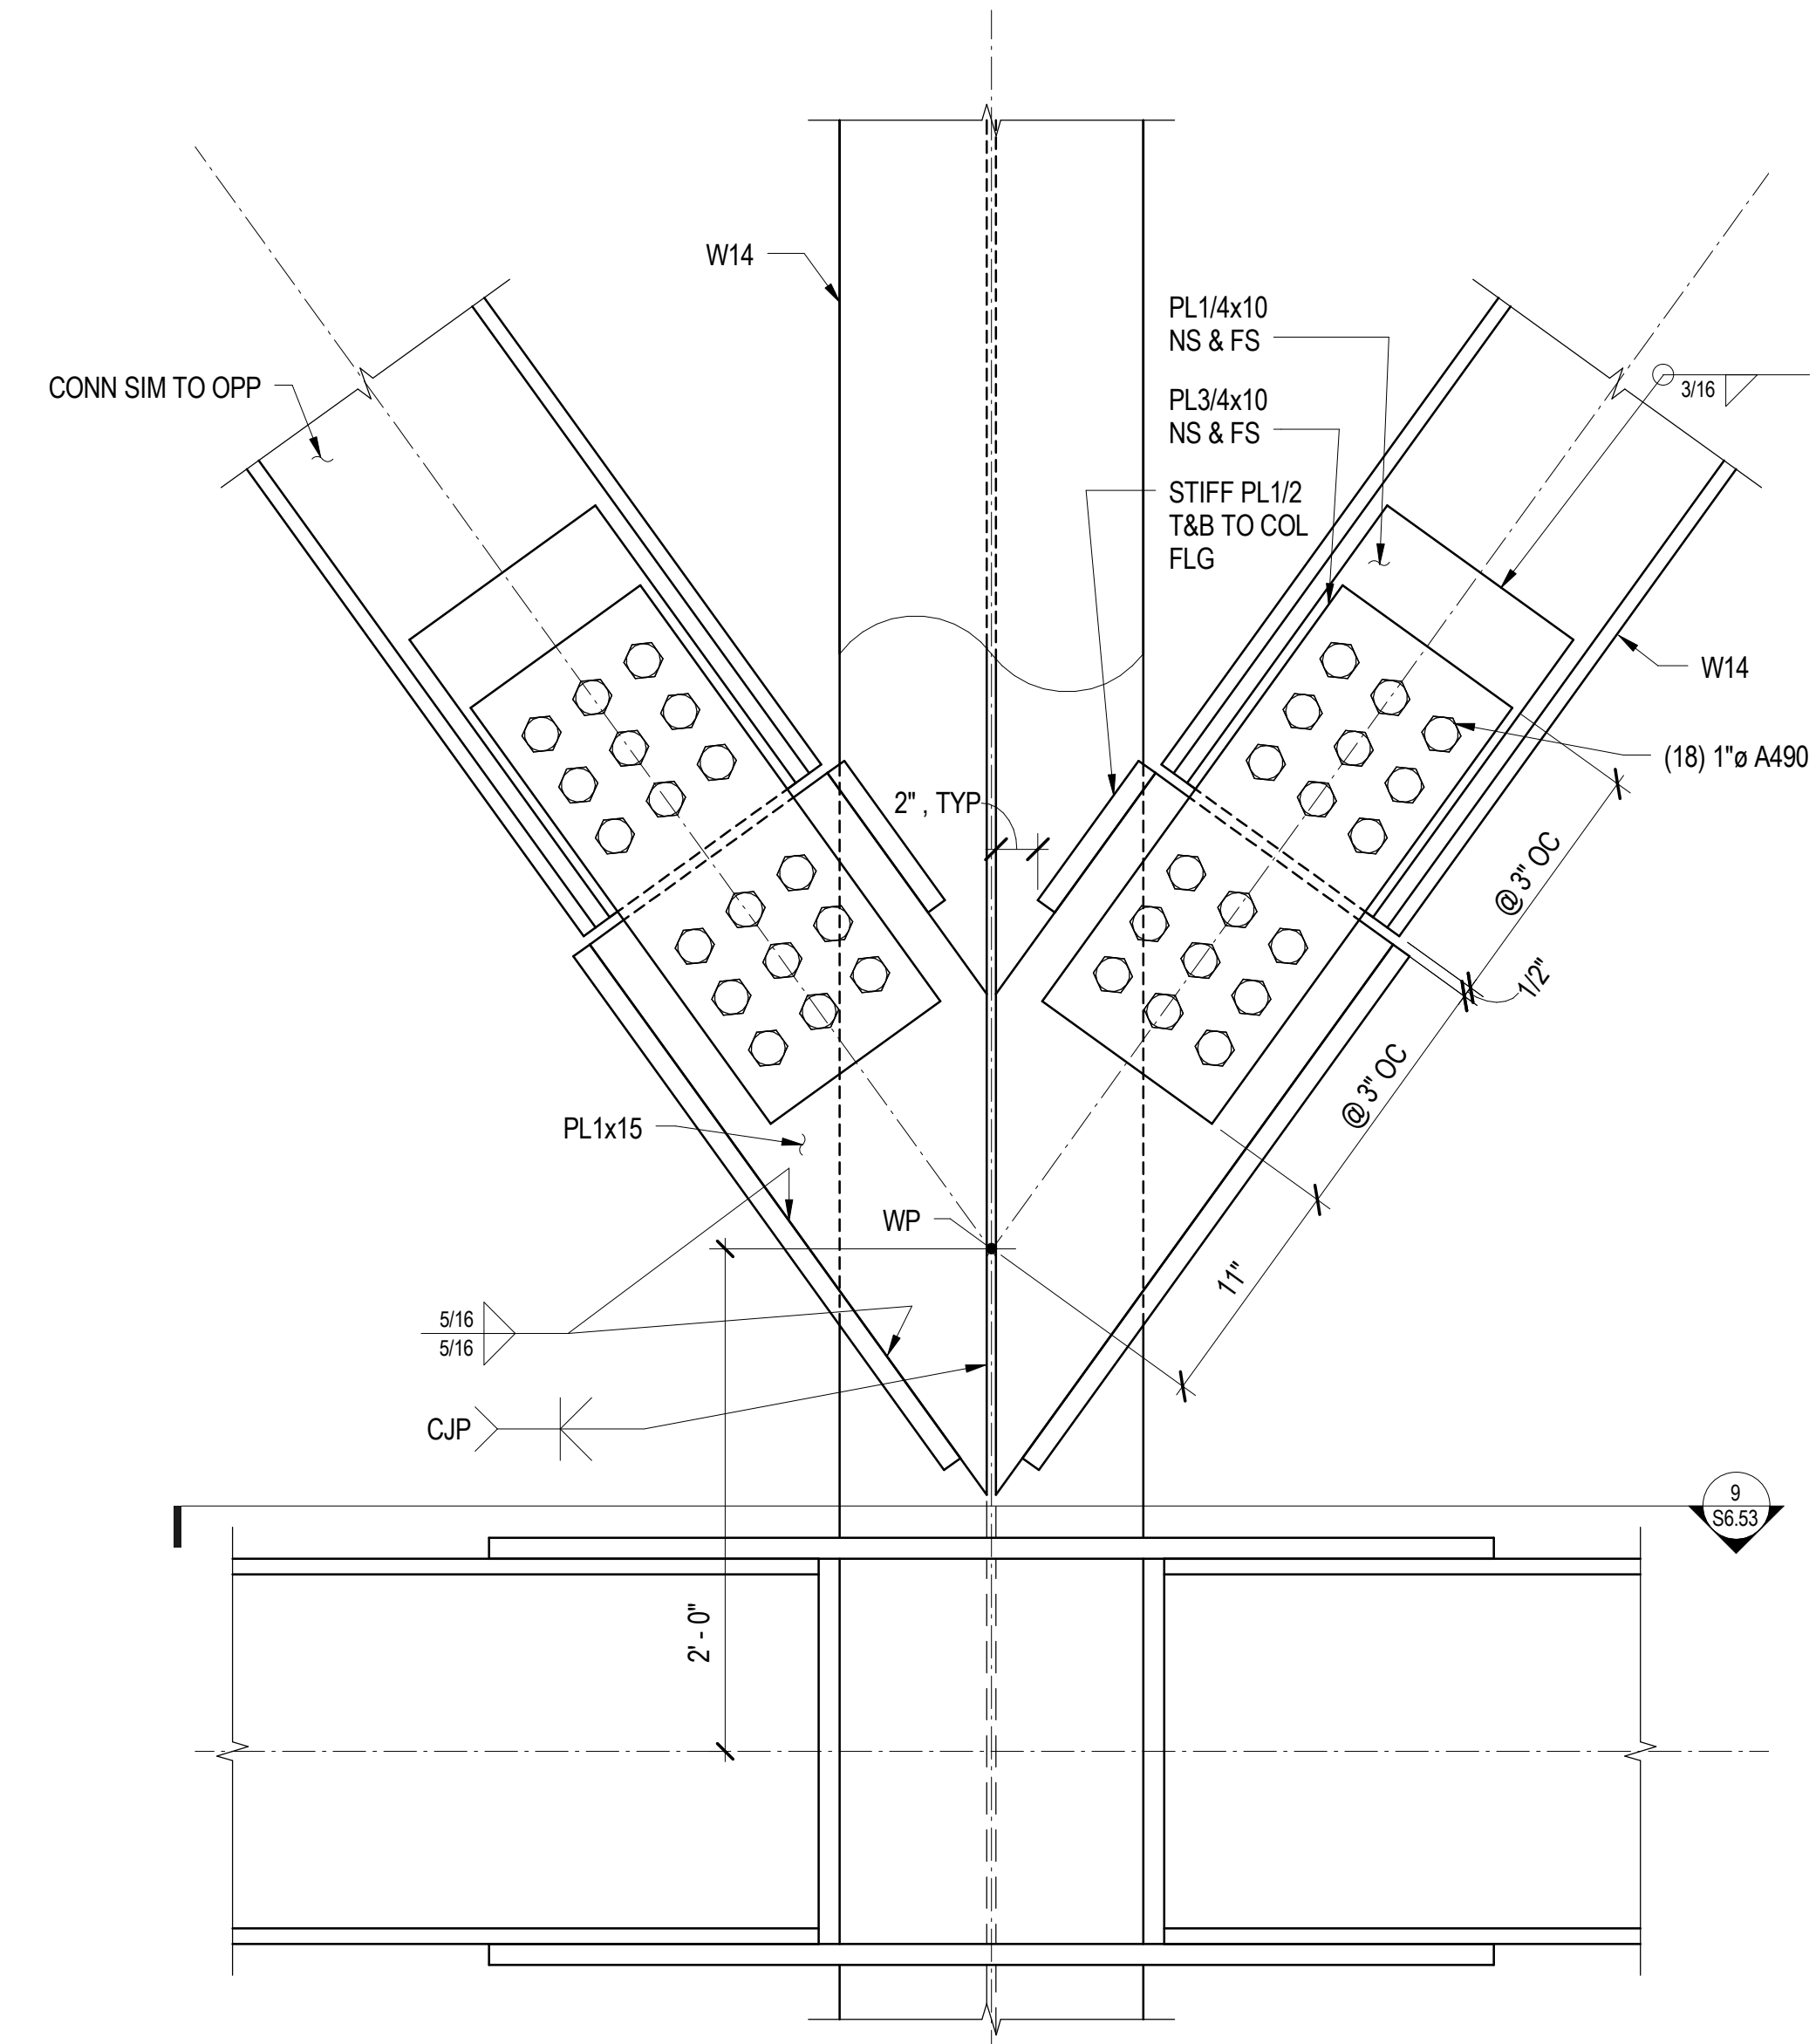 W14
PL1/4x10
NS & FS
CONN SIM TO OPP
3/16
PL3/4x10
NS & FS
STIFF PL1/2
T&B TO COL
FLG
W14
(18) 1"ø A490
2" , TYP
@ 3" OC
1/2"
@ 3" OC
PL1x15
WP
11"
5/16
5/16
CJP
9
S6.53
2' - 0"